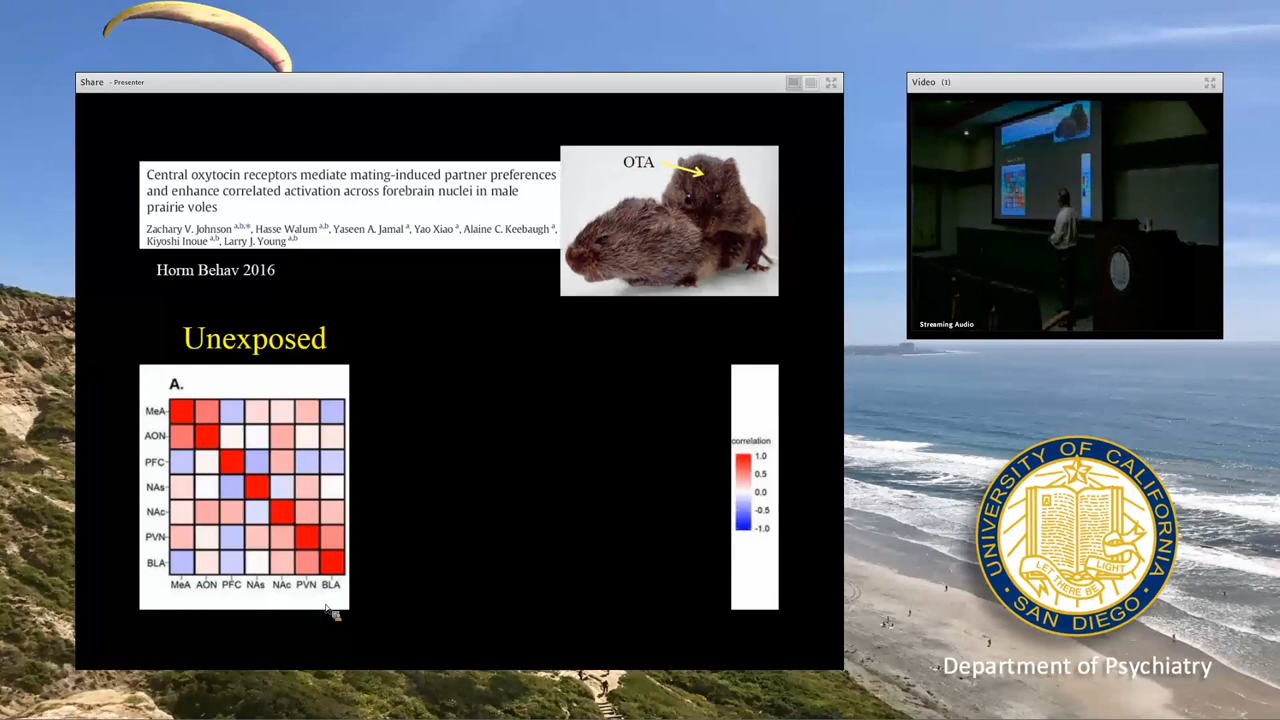 Share - Presenter
Central oxytocin receptors mediate mating-induced partner preferences
and enhance correlated activation across forebrain nuclei in male
prairie voles
Zachary V. Johnson a,b,*, Hasse Walum a,b, Yaseen A. Jamal a, Yao Xiao a, Alaine C. Keebaugh a,
Kiyoshi Inoue a,b, Larry J. Young a,b
Horm Behav 2016
OTA
Unexposed
A.
MeA
AON
PFC
NAs
NAc
PVN
BLA
MeA AON PFC NAs NAc PVN BLA
correlation
1.0
0.5
0.0
-0.5
-1.0
Video (1)
Streaming Audio
UNIVERSITY OF CALIFORNIA
LET THERE BE LIGHT
SAN DIEGO
Department of Psychiatry